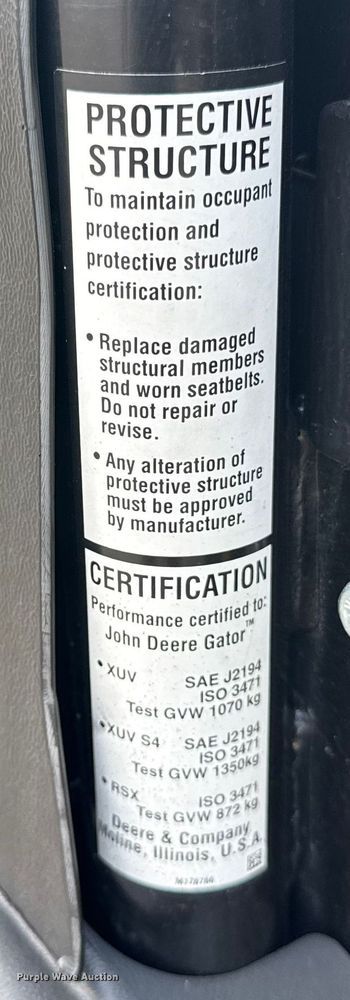 PROTECTIVE
STRUCTURE
To maintain occupant
protection and
protective structure
certification:
• Replace damaged
structural members
and worn seatbelts.
Do not repair or
revise.
• Any alteration of
protective structure
must be approved
by manufacturer.
CERTIFICATION
Performance certified to:
John Deere Gator™
• XUV SAE J2194
ISO 3471
Test GVW 1070 kg
• XUV S4 SAE J2194
ISO 3471
Test GVW 1350kg
• RSX ISO 3471
Test GVW 872 kg
Deere & Company
Moline, Illinois, U.S.A.
Purple Wave Auction